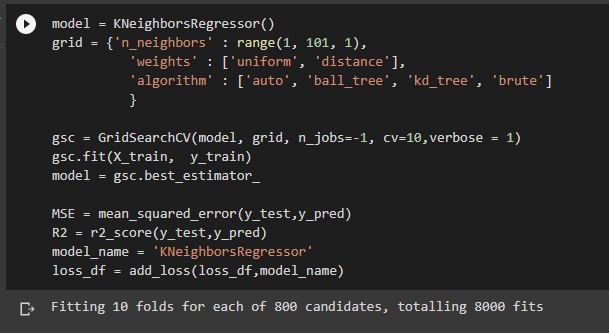 model = KNeighborsRegressor()
grid = {'n_neighbors' : range(1, 101, 1),
'weights' : ['uniform', 'distance'],
'algorithm' : ['auto', 'ball_tree', 'kd_tree', 'brute']
}
gsc = GridSearchCV(model, grid, n_jobs=-1, cv=10,verbose = 1)
gsc.fit(X_train,  y_train)
model = gsc.best_estimator_
MSE = mean_squared_error(y_test,y_pred)
R2 = r2_score(y_test,y_pred)
model_name = 'KNeighborsRegressor'
loss_df = add_loss(loss_df,model_name)
Fitting 10 folds for each of 800 candidates, totalling 8000 fits